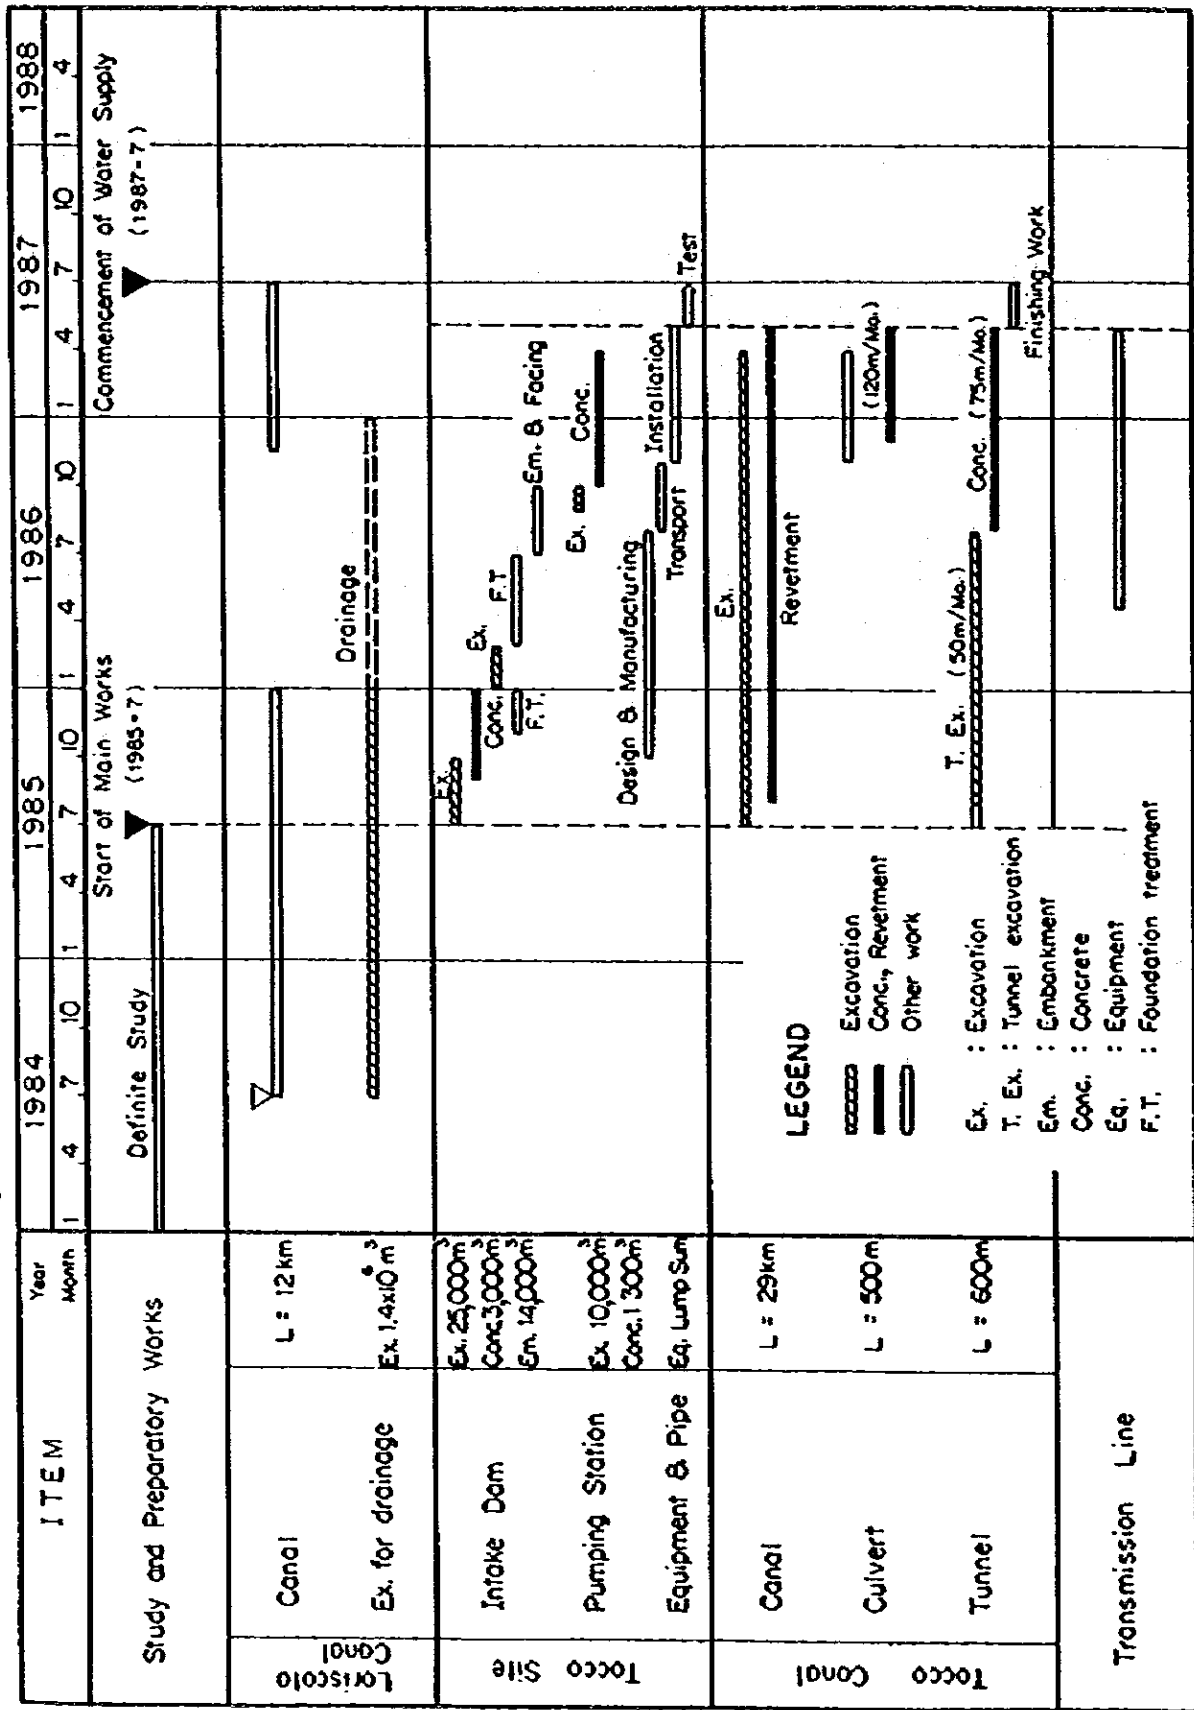 ITEM
Year
Month
1984
1985
1986
1987
1988
1 4 7 10 1 4 7 10 1 4 7 10 1 4 7 10 1 4
Study and Preparatory Works
Definite Study
Start of Main Works
(1985-7)
Commencement of Water Supply
(1987-7)
Loriscota
Canal
Canal
L = 12km
Ex. for drainage
Ex. 1.4x10⁶ m³
Drainage
Tocco
Site
Intake Dam
Ex. 25,000m³
Conc. 3,000m³
Em. 14,000m³
Ex.
Conc.
Ex.
F.T.
F.T
Em. & Facing
Pumping Station
Ex. 10,000m³
Conc. 1 300m³
Ex.
Conc.
Equipment & Pipe
Eq. Lump Sum
Design & Manufacturing
Transport
Installation
Test
Tocco
Canal
Canal
L = 29km
Ex.
Revetment
Culvert
L = 500m
(120m/Mo.)
Tunnel
L = 600m
T. Ex. (50m/Mo.)
Conc. (75m/Mo.)
Finishing Work
Transmission Line
LEGEND
Excavation
Conc., Revetment
Other work
Ex. : Excavation
T. Ex. : Tunnel excavation
Em. : Embankment
Conc. : Concrete
Eq. : Equipment
F.T. : Foundation treatment